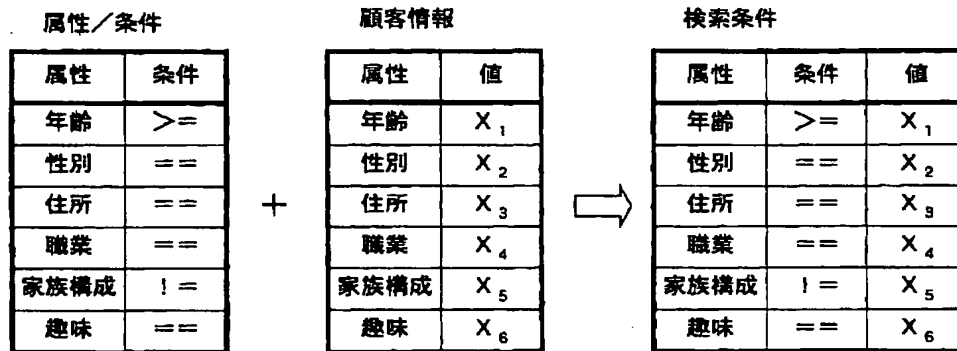 属性／条件 顧客情報 検索条件
属性 条件 属性 値 属性 条件 値
年齢 >= 年齢 X₁ 年齢 >= X₁
性別 == 性別 X₂ 性別 == X₂
住所 == + 住所 X₃ ⇨ 住所 == X₃
職業 == 職業 X₄ 職業 == X₄
家族構成 != 家族構成 X₅ 家族構成 != X₅
趣味 == 趣味 X₆ 趣味 == X₆